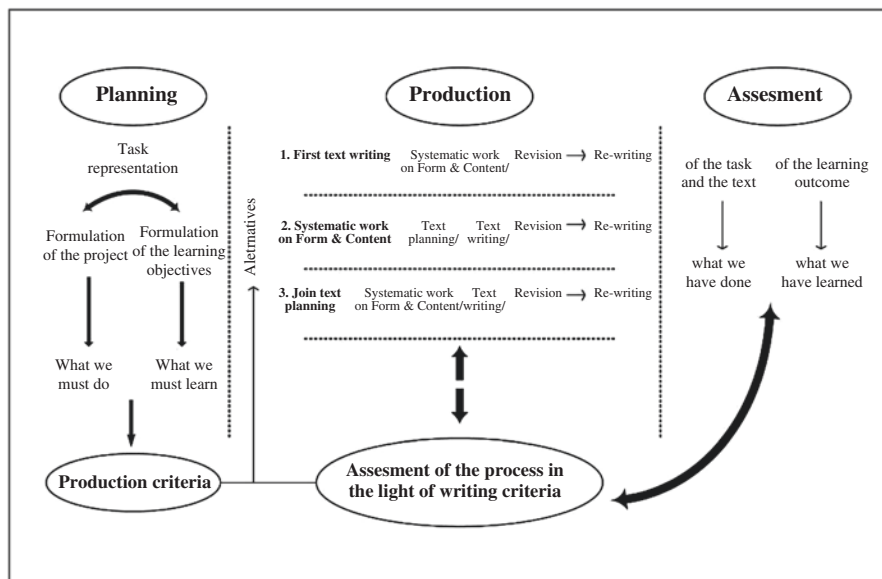 Planning
Task
representation
Formulation
of the project
Formulation
of the learning
objectives
What we
must do
What we
must learn
Production criteria
Aletrnatives
Production
1. First text writing
Systematic work
on Form & Content/
Revision
Re-writing
2. Systematic work
on Form & Content
Text
planning/
Text
writing/
Revision
Re-writing
3. Join text
planning
Systematic work
on Form & Content/
Text
writing/
Revision
Re-writing
Assesment of the process in
the light of writing criteria
Assesment
of the task
and the text
of the learning
outcome
what we
have done
what we
have learned